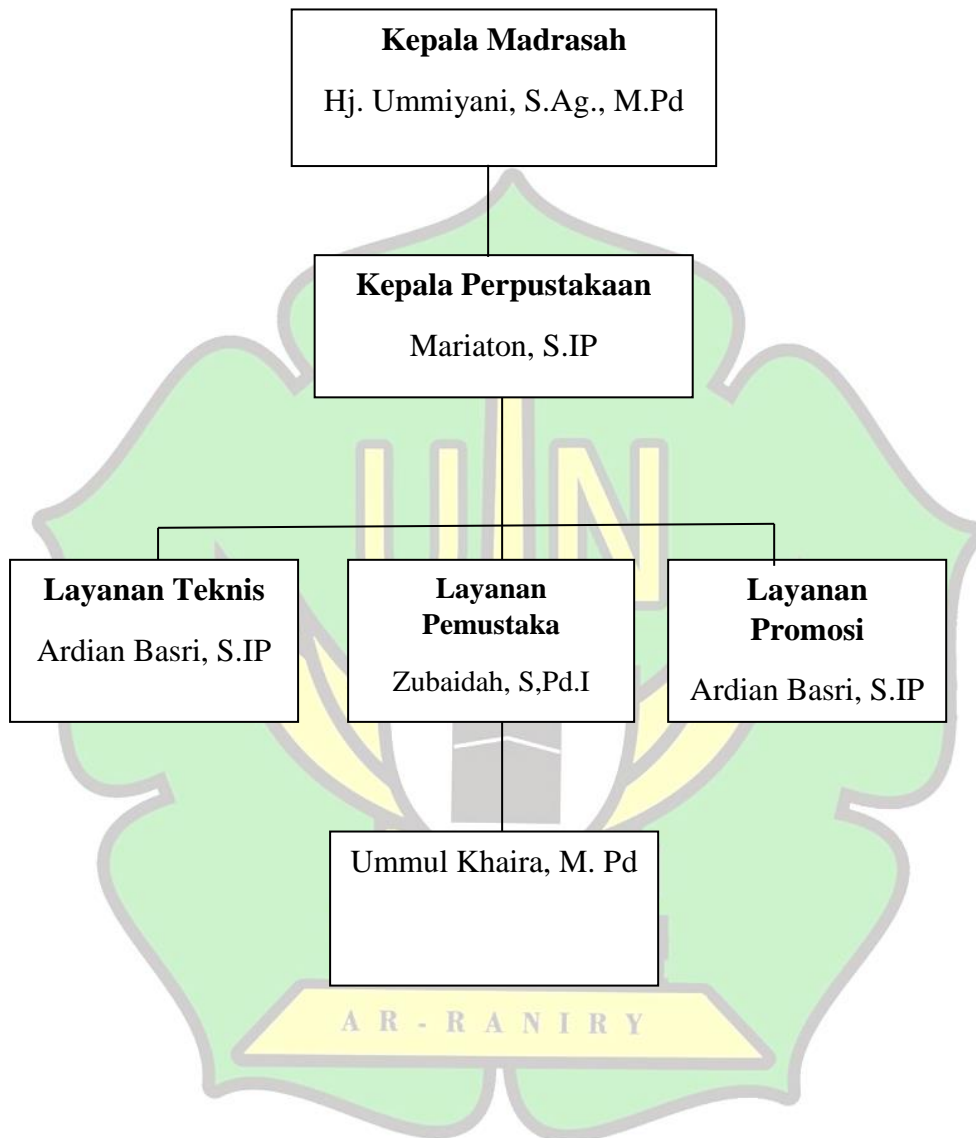 Kepala Madrasah
Hj. Ummiyani, S.Ag., M.Pd
Kepala Perpustakaan
Mariaton, S.IP
UIN
Layanan Teknis
Ardian Basri, S.IP
Layanan
Pemustaka
Zubaidah, S,Pd.I
Layanan
Promosi
Ardian Basri, S.IP
Ummul Khaira, M. Pd
AR-RANIRY